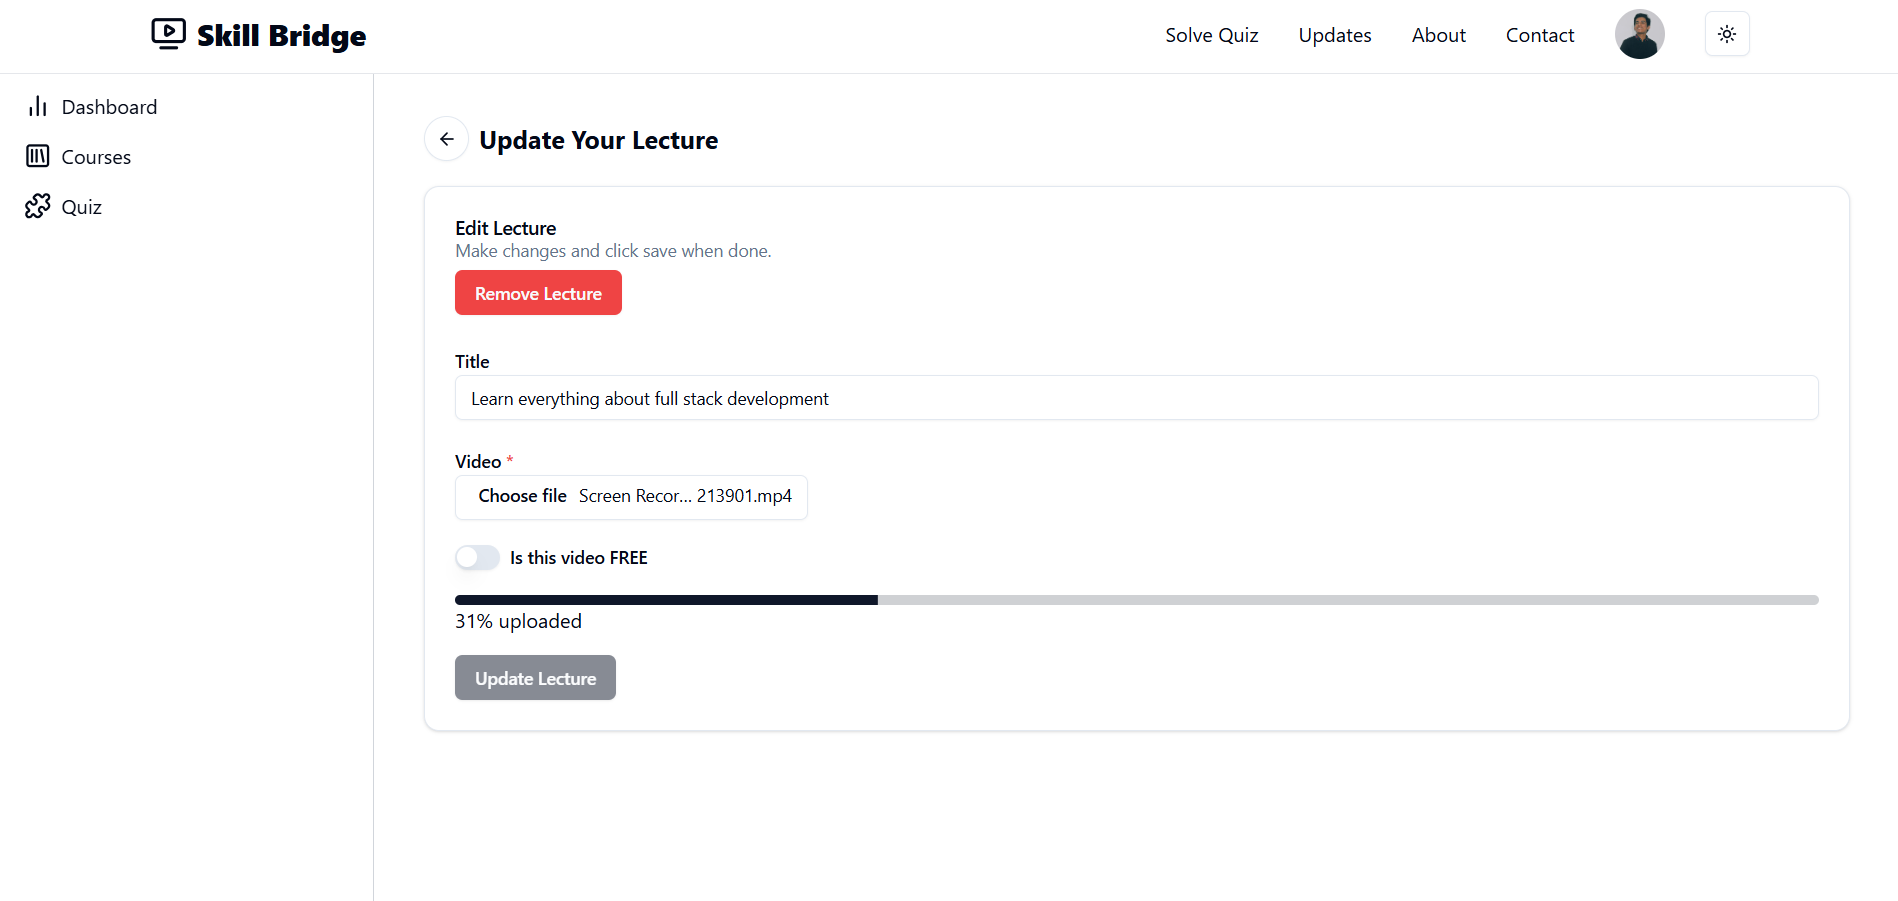 Skill Bridge
Solve Quiz
Updates
About
Contact
Dashboard
Courses
Quiz
Update Your Lecture
Edit Lecture
Make changes and click save when done.
Remove Lecture
Title
Learn everything about full stack development
Video *
Choose file Screen Recor... 213901.mp4
Is this video FREE
31% uploaded
Update Lecture